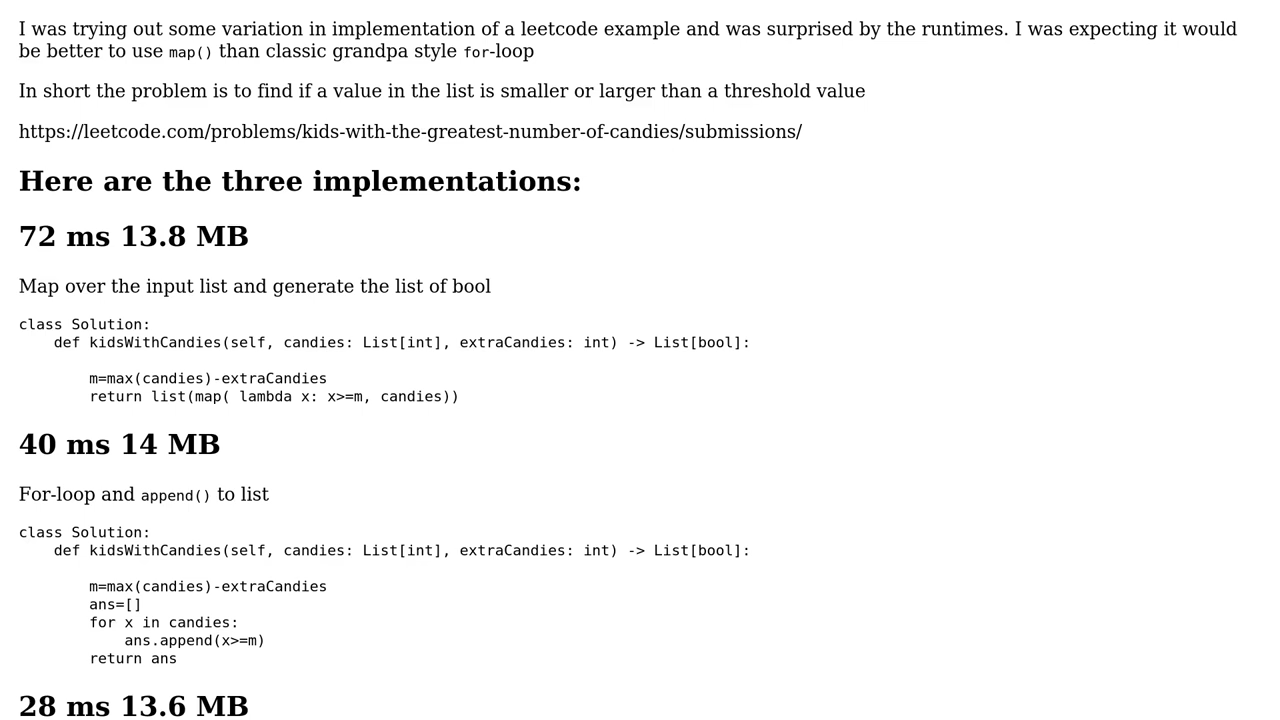 I was trying out some variation in implementation of a leetcode example and was surprised by the runtimes. I was expecting it would
be better to use map() than classic grandpa style for-loop
In short the problem is to find if a value in the list is smaller or larger than a threshold value
https://leetcode.com/problems/kids-with-the-greatest-number-of-candies/submissions/
Here are the three implementations:
72 ms 13.8 MB
Map over the input list and generate the list of bool
class Solution:
    def kidsWithCandies(self, candies: List[int], extraCandies: int) -> List[bool]:
        m=max(candies)-extraCandies
        return list(map( lambda x: x>=m, candies))
40 ms 14 MB
For-loop and append() to list
class Solution:
    def kidsWithCandies(self, candies: List[int], extraCandies: int) -> List[bool]:
        m=max(candies)-extraCandies
        ans=[]
        for x in candies:
            ans.append(x>=m)
        return ans
28 ms 13.6 MB